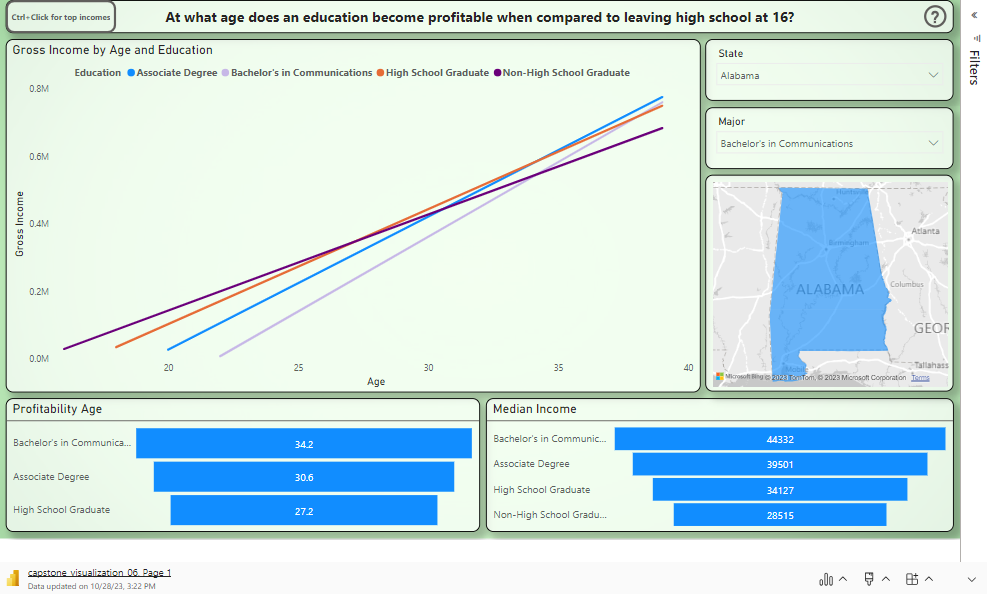 Ctrl+Click for top incomes
At what age does an education become profitable when compared to leaving high school at 16?
?
Gross Income by Age and Education
Education Associate Degree Bachelor's in Communications High School Graduate Non-High School Graduate
0.8M
0.6M
0.4M
0.2M
0.0M
Gross Income
20 25 30 35 40
Age
State
Alabama
Major
Bachelor's in Communications
Huntsville
Atlanta
Birmingham
Columbus
ALABAMA
GEOR
Mobile
Tallahass
Microsoft Bing © 2023 TomTom, © 2023 Microsoft Corporation Terms
Filters
Profitability Age
Bachelor's in Communica... 34.2
Associate Degree 30.6
High School Graduate 27.2
Median Income
Bachelor's in Communic... 44332
Associate Degree 39501
High School Graduate 34127
Non-High School Gradu... 28515
capstone_visualization_06, Page 1
Data updated on 10/28/23, 3:22 PM